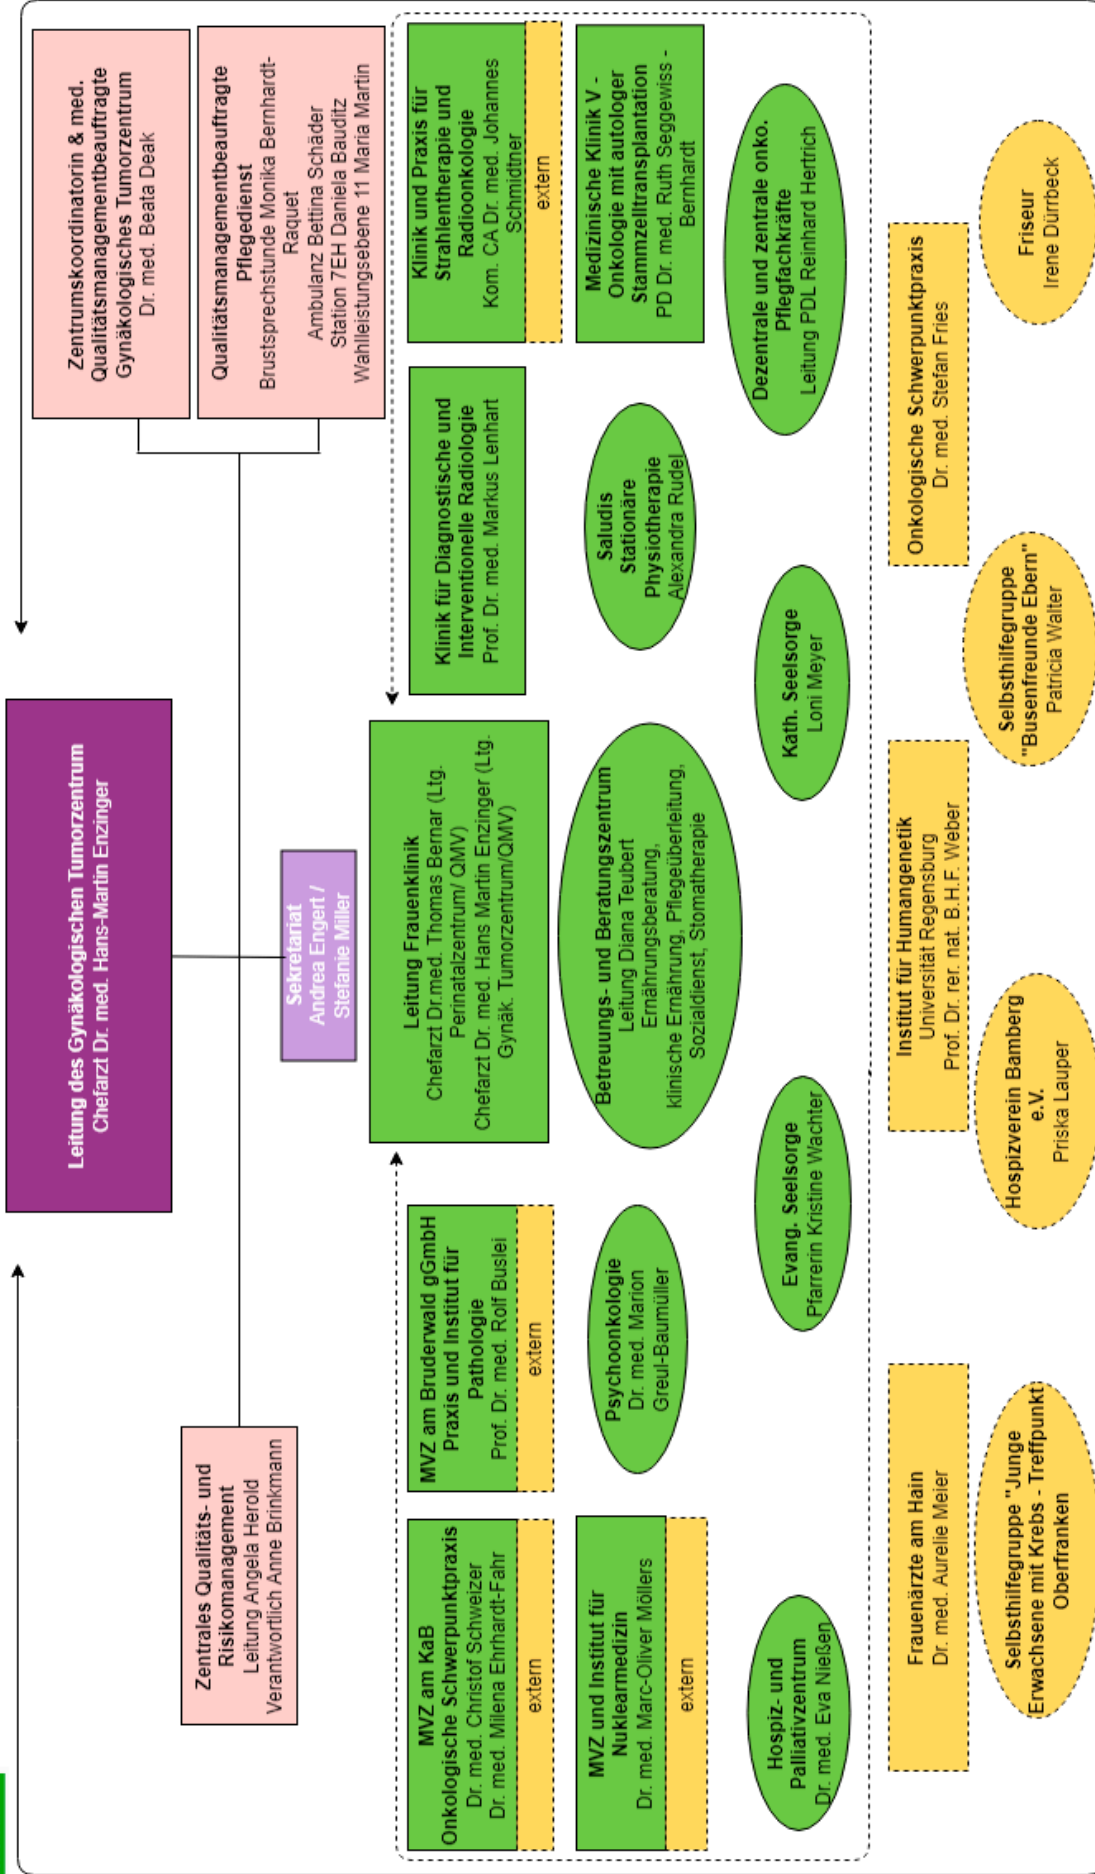 Leitung des Gynäkologischen Tumorzentrum
Chefarzt Dr. med. Hans-Martin Enzinger
Zentrumskoordinatorin & med.
Qualitätsmanagementbeauftragte
Gynäkologisches Tumorzentrum
Dr. med. Beata Deak
Zentrales Qualitäts- und
Risikomanagement
Leitung Angela Herold
Verantwortlich Anne Brinkmann
Qualitätsmanagementbeauftragte
Pflegedienst
Brustsprechstunde Monika Bernhardt-
Raquet
Ambulanz Bettina Schäder
Station 7EH Daniela Bauditz
Wahlleistungsebene 11 Maria Martin
Sekretariat
Andrea Engert /
Stefanie Miller
MVZ am KaB
Onkologische Schwerpunktpraxis
Dr. med. Christof Schweizer
Dr. med. Milena Ehrhardt-Fahr
extern
MVZ am Bruderwald gGmbH
Praxis und Institut für
Pathologie
Prof. Dr. med. Rolf Buslei
extern
Leitung Frauenklinik
Chefarzt Dr.med. Thomas Bernar (Ltg.
Perinatalzentrum/ QMV)
Chefarzt Dr. med. Hans Martin Enzinger (Ltg.
Gynäk. Tumorzentrum/QMV)
Klinik für Diagnostische und
Interventionelle Radiologie
Prof. Dr. med. Markus Lenhart
Klinik und Praxis für
Strahlentherapie und
Radioonkologie
Kom. CA Dr. med. Johannes
Schmidtner
extern
MVZ und Institut für
Nuklearmedizin
Dr. med. Marc-Oliver Möllers
extern
Psychoonkologie
Dr. med. Marion
Greul-Baumüller
Betreuungs- und Beratungszentrum
Leitung Diana Teubert
Ernährungsberatung,
klinische Ernährung, Pflegeüberleitung,
Sozialdienst, Stomatherapie
Saludis
Stationäre
Physiotherapie
Alexandra Rudel
Medizinische Klinik V -
Onkologie mit autologer
Stammzelltransplantation
PD Dr. med. Ruth Seggewiss -
Bernhardt
Hospiz- und
Palliativzentrum
Dr. med. Eva Nießen
Evang. Seelsorge
Pfarrerin Kristine Wachter
Kath. Seelsorge
Loni Meyer
Dezentrale und zentrale onko.
Pflegfachkräfte
Leitung PDL Reinhard Hertrich
Frauenärzte am Hain
Dr. med. Aurelie Meier
Institut für Humangenetik
Universität Regensburg
Prof. Dr. rer. nat. B.H.F. Weber
Onkologische Schwerpunktpraxis
Dr. med. Stefan Fries
Selbsthilfegruppe "Junge
Erwachsene mit Krebs - Treffpunkt
Oberfranken
Hospizverein Bamberg
e.V.
Priska Lauper
Selbsthilfegruppe
"Busenfreunde Ebern"
Patricia Walter
Friseur
Irene Dürrbeck